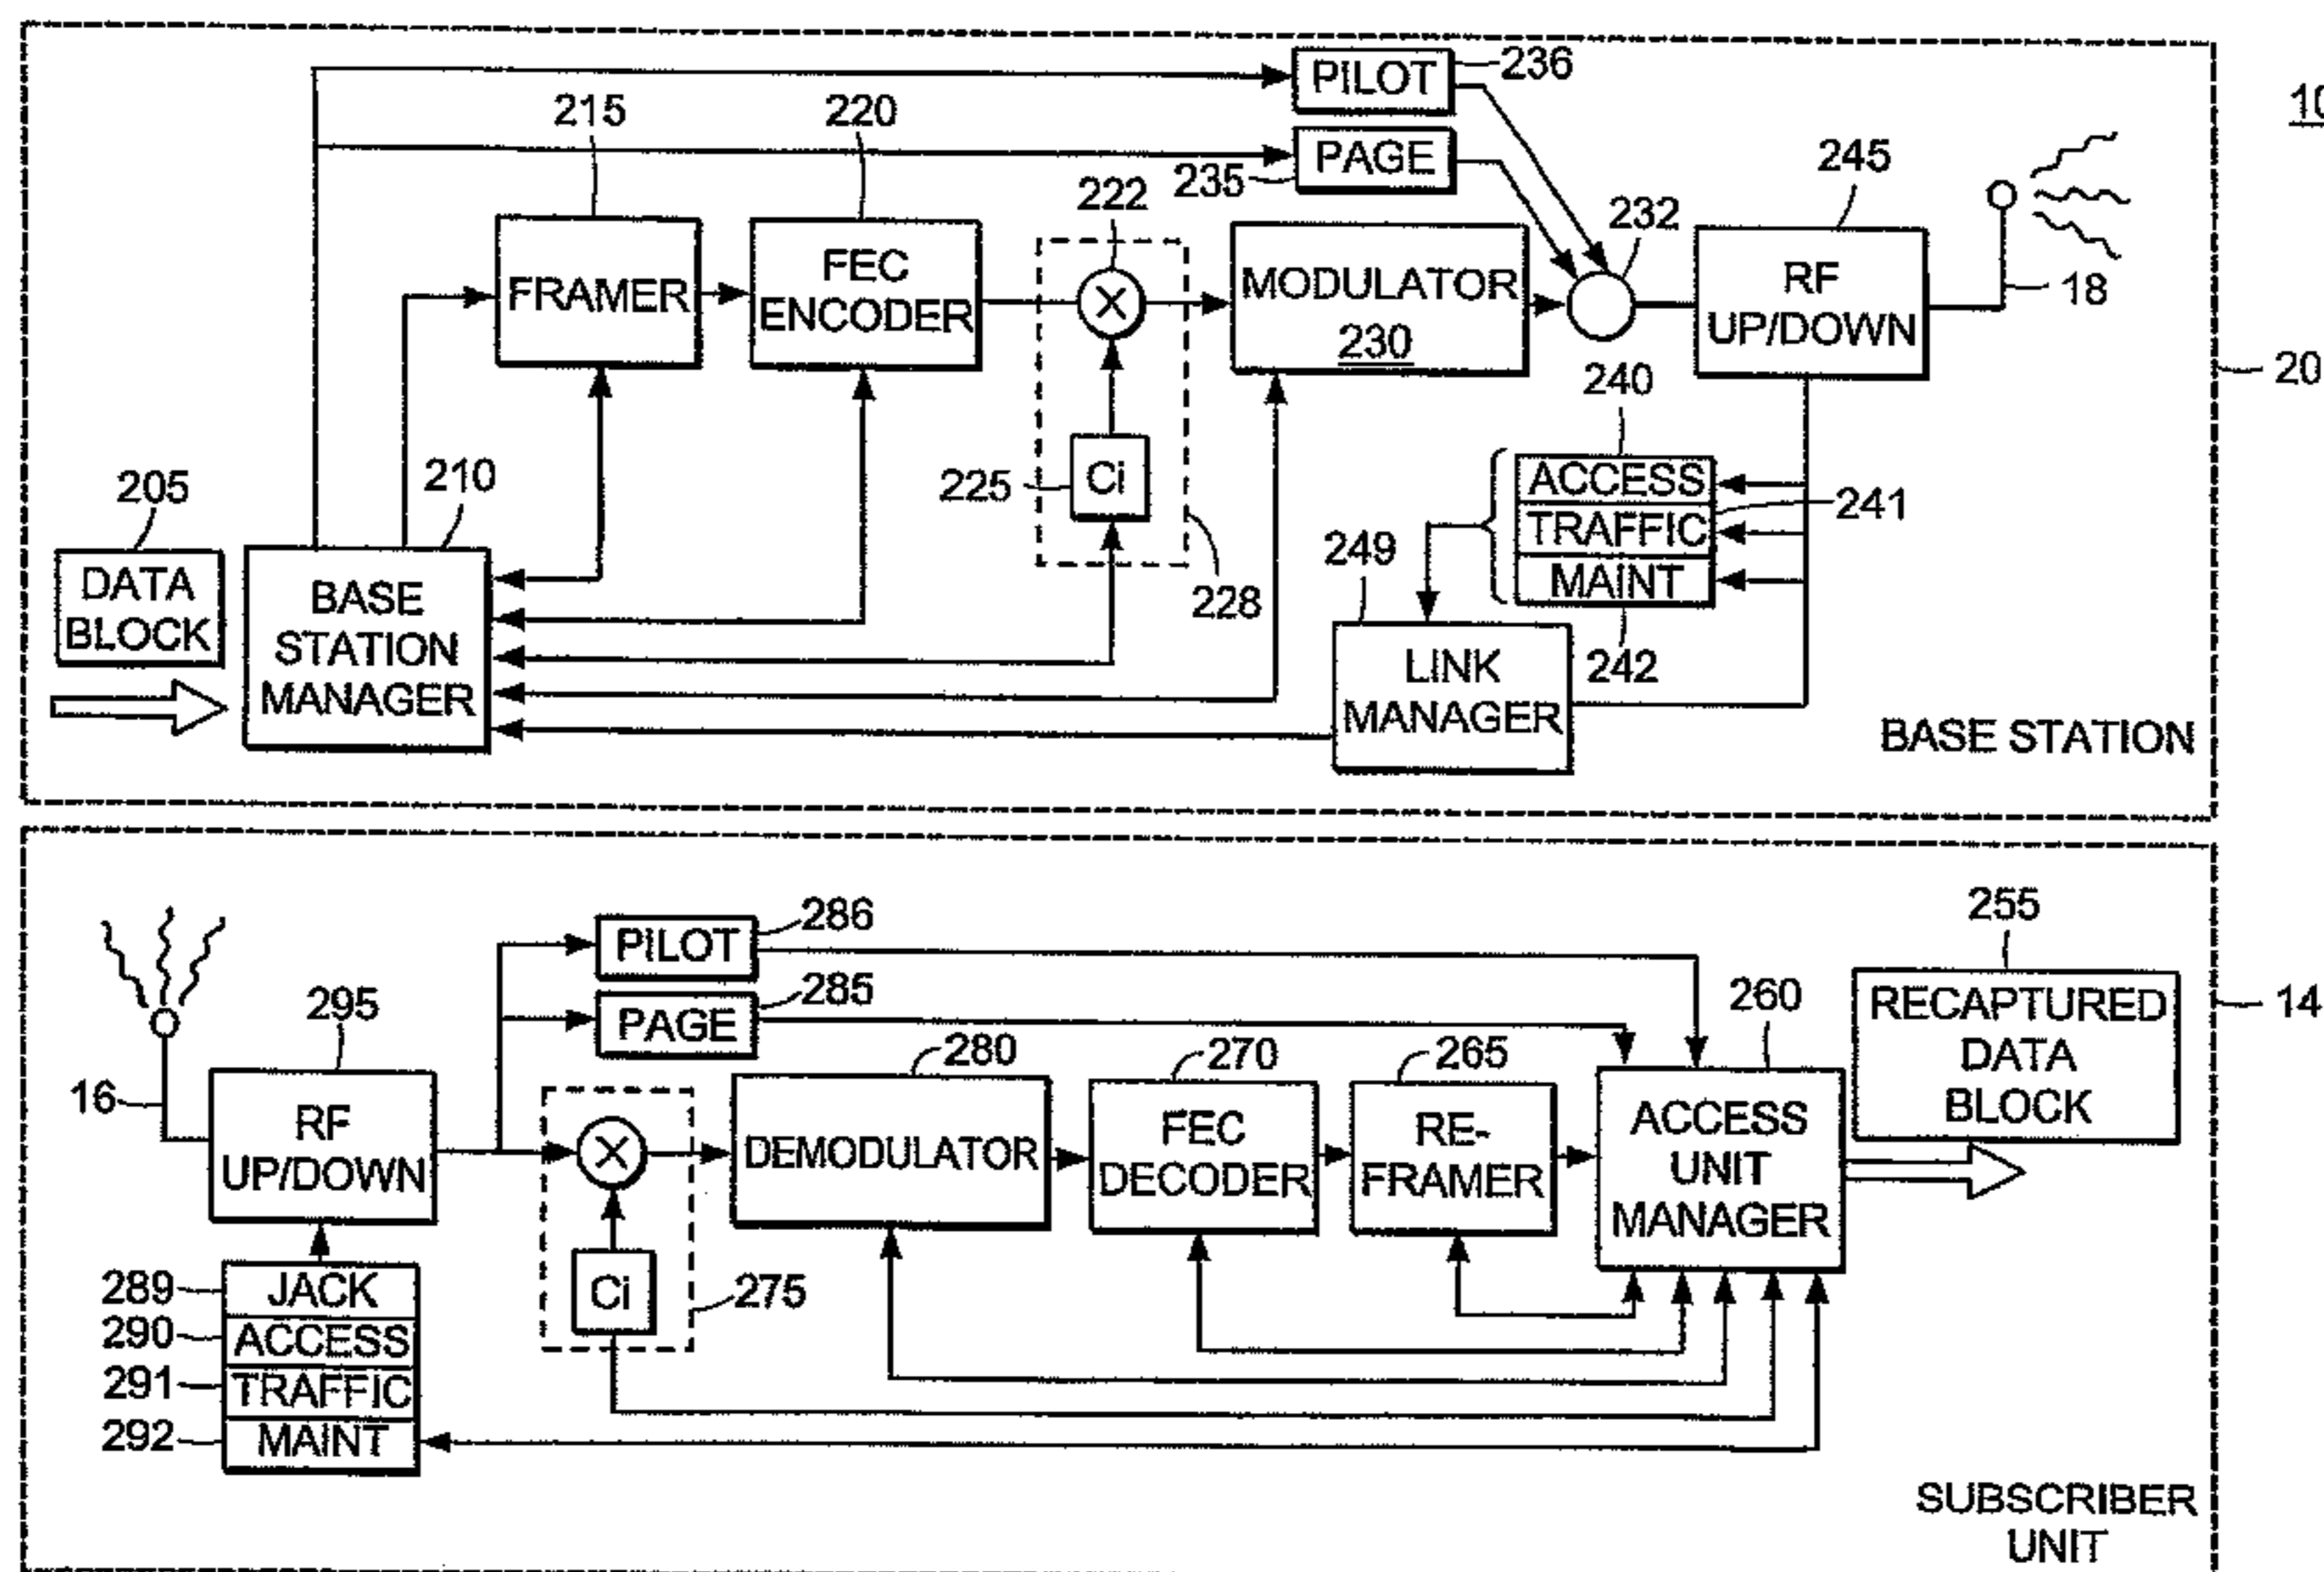 PILOT
236
10
215
220
PAGE
235
222
245
232
FRAMER
FEC
ENCODER
X
MODULATOR
230
RF
UP/DOWN
18
20
240
205
210
225
Ci
ACCESS
241
TRAFFIC
MAINT
242
249
228
DATA
BLOCK
BASE
STATION
MANAGER
LINK
MANAGER
BASE STATION
286
PILOT
255
285
PAGE
295
280
270
265
260
RECAPTURED
DATA
BLOCK
14
16
RF
UP/DOWN
X
DEMODULATOR
FEC
DECODER
RE-
FRAMER
ACCESS
UNIT
MANAGER
289
JACK
Ci
275
290
ACCESS
291
TRAFFIC
292
MAINT
SUBSCRIBER
UNIT